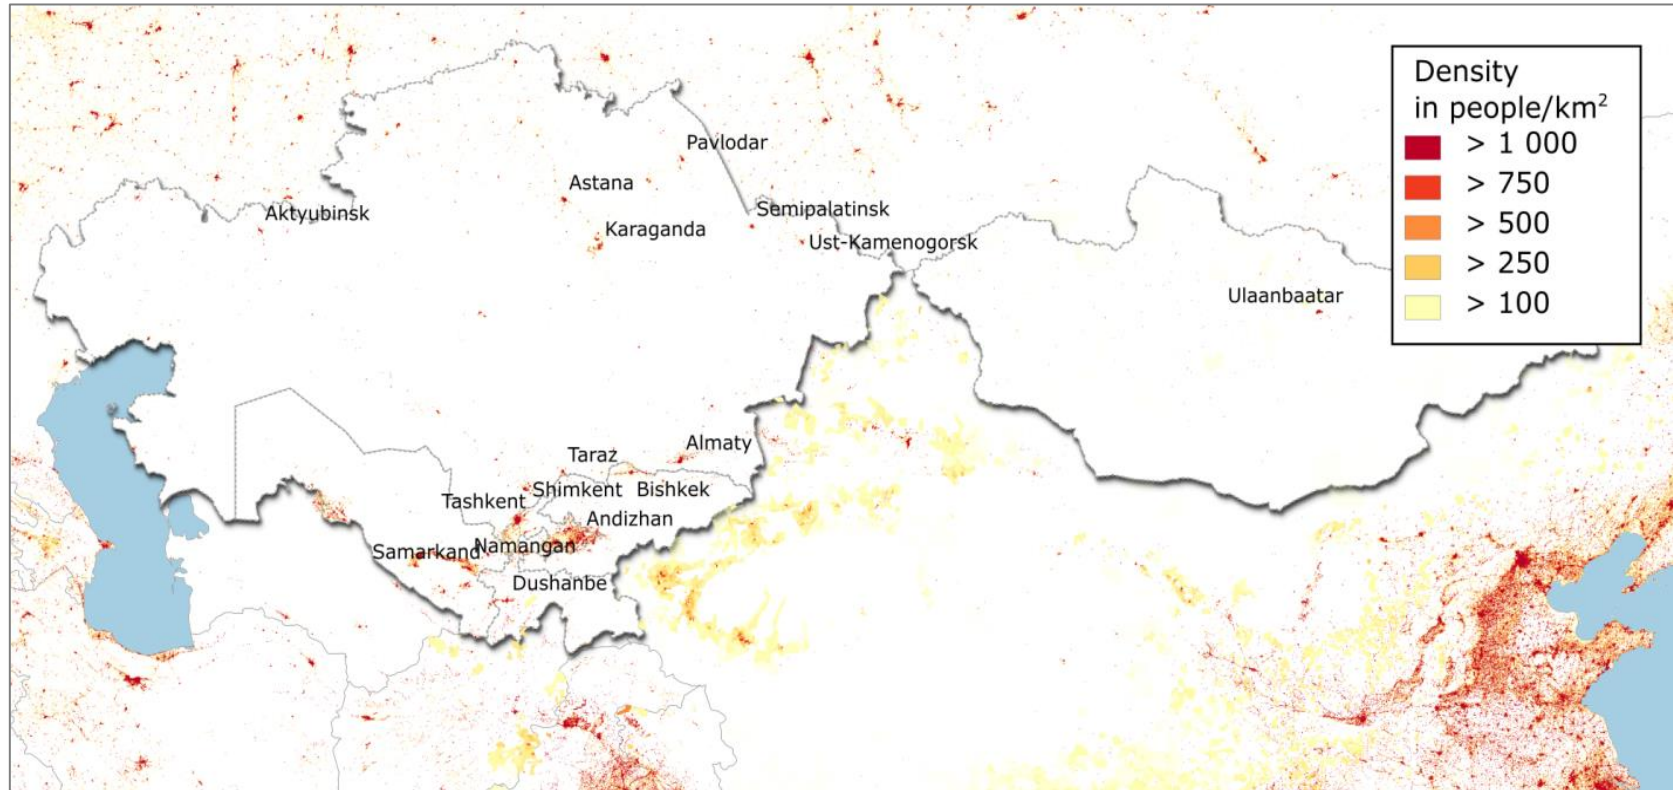 Density
in people/km²
> 1 000
> 750
> 500
> 250
> 100
Pavlodar
Astana
Aktyubinsk
Semipalatinsk
Karaganda
Ust-Kamenogorsk
Ulaanbaatar
Almaty
Taraz
Shimkent
Bishkek
Tashkent
Andizhan
Namangan
Samarkand
Dushanbe